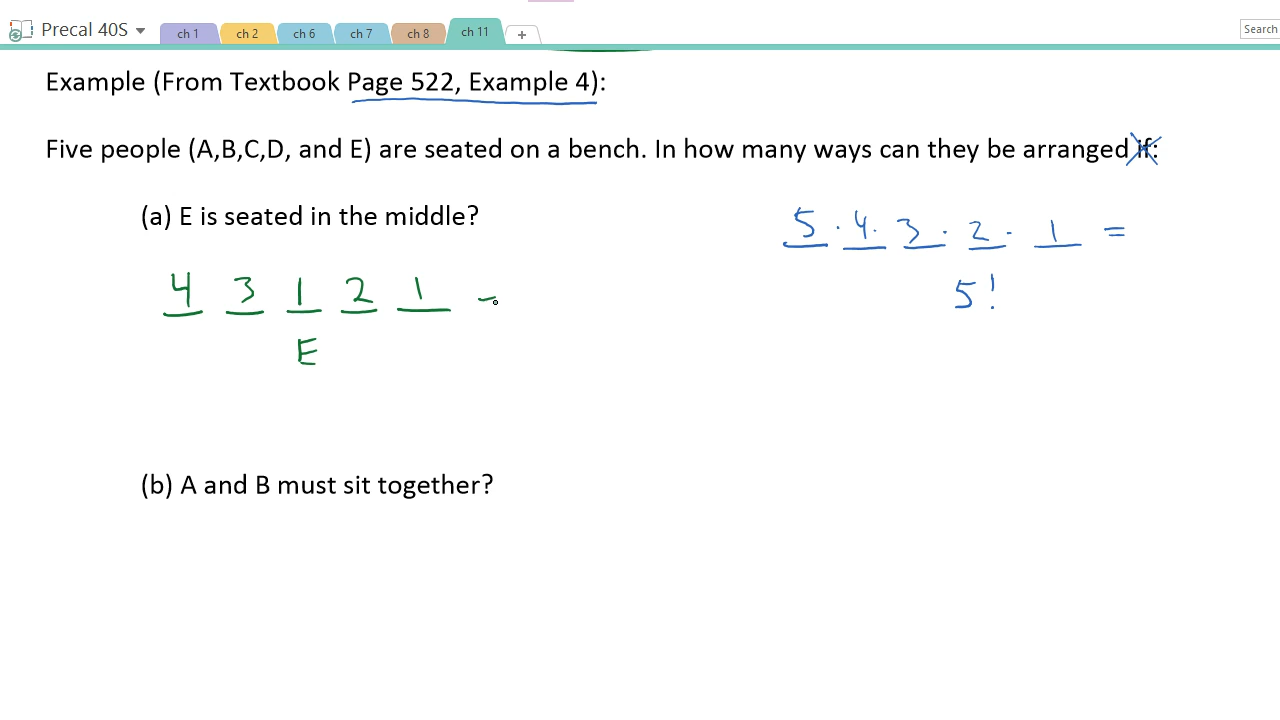 Precal 40S ch 1 ch 2 ch 6 ch 7 ch 8 ch 11 + Search
Example (From Textbook Page 522, Example 4):
Five people (A,B,C,D, and E) are seated on a bench. In how many ways can they be arranged if:
(a) E is seated in the middle?
5 · 4 · 3 · 2 · 1 =
5!
4 3 1 2 1 -
E
(b) A and B must sit together?